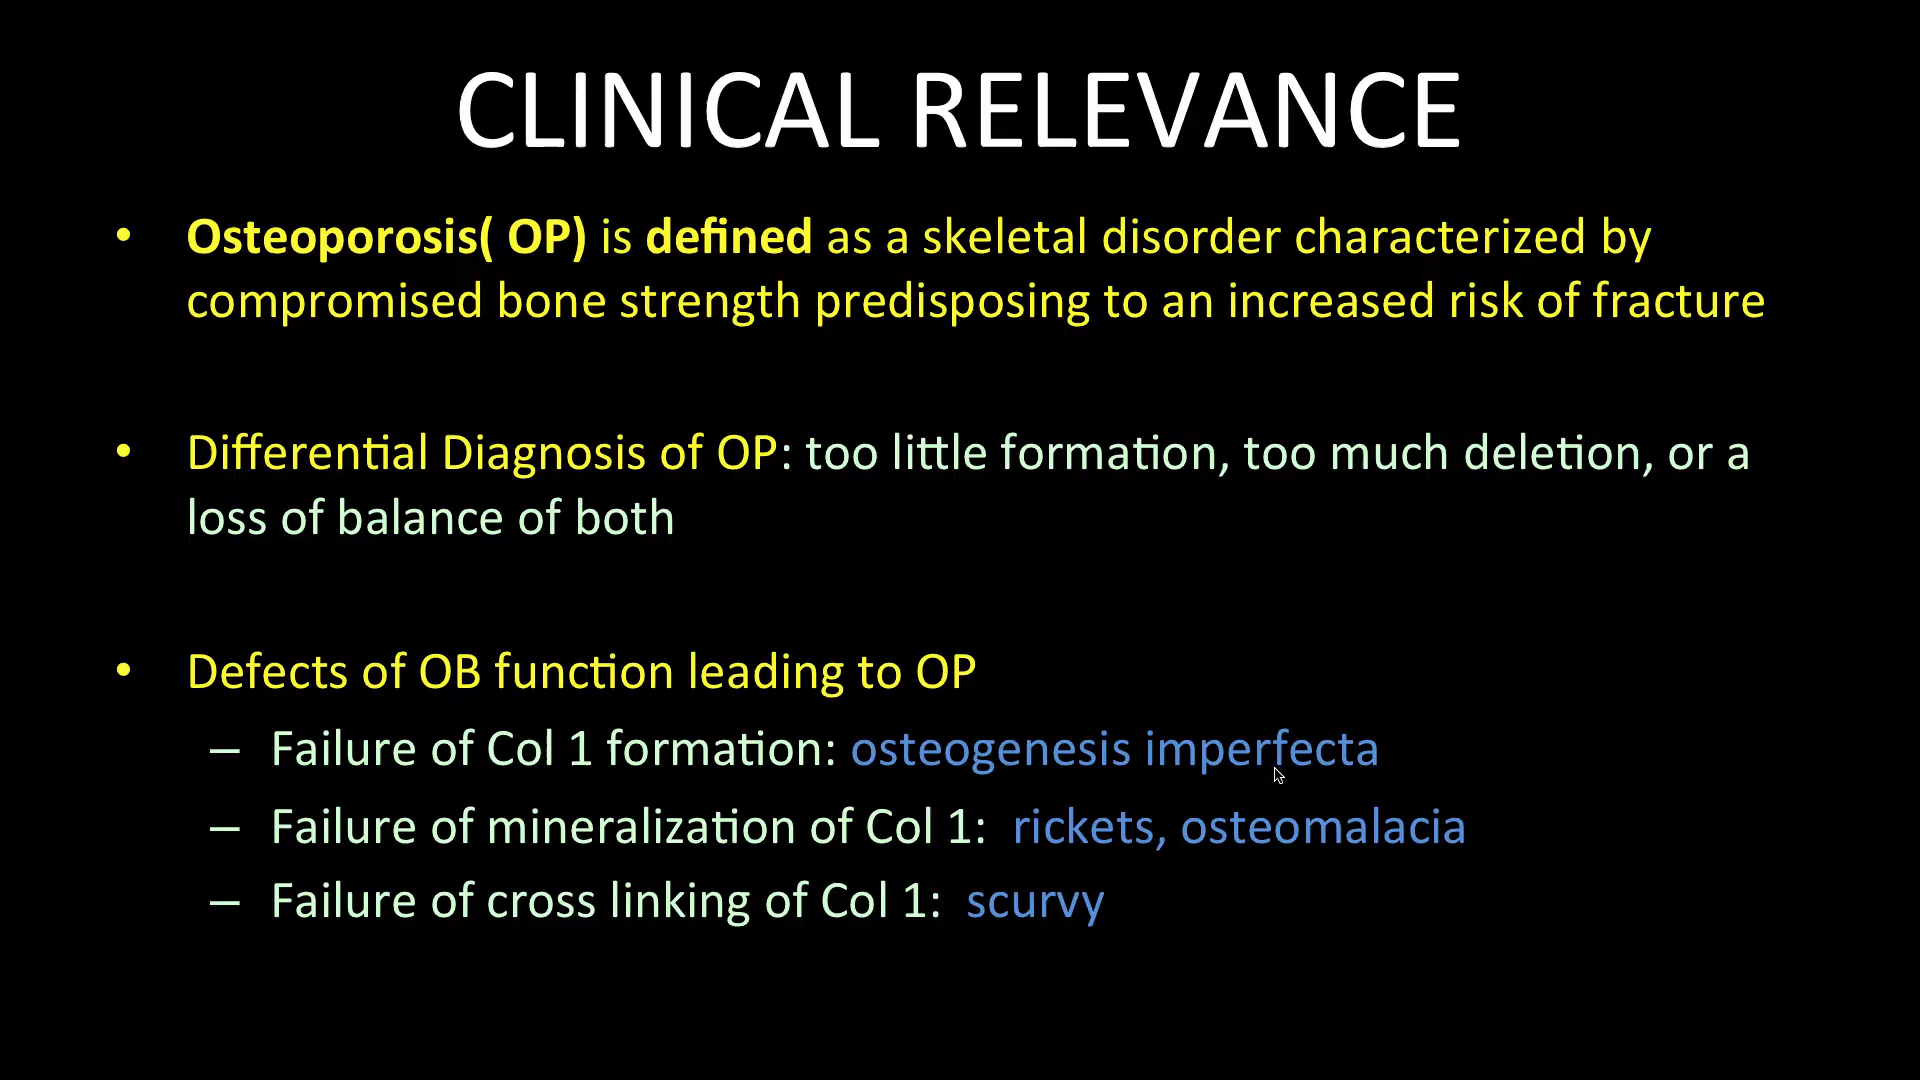 CLINICAL RELEVANCE
• Osteoporosis( OP) is defined as a skeletal disorder characterized by
compromised bone strength predisposing to an increased risk of fracture
• Differential Diagnosis of OP: too little formation, too much deletion, or a
loss of balance of both
• Defects of OB function leading to OP
– Failure of Col 1 formation: osteogenesis imperfecta
– Failure of mineralization of Col 1: rickets, osteomalacia
– Failure of cross linking of Col 1: scurvy